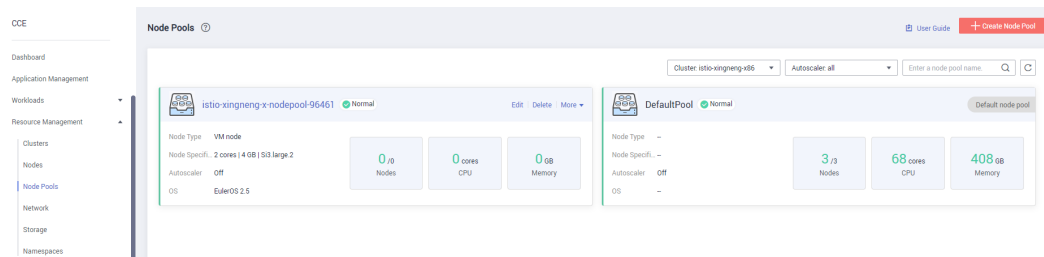 CCE
Dashboard
Application Management
Workloads
Resource Management
Clusters
Nodes
Node Pools
Network
Storage
Namespaces
Node Pools
User Guide
Create Node Pool
Cluster: istio-xingneng-x86
Autoscaler: all
Enter a node pool name.
istio-xingneng-x-nodepool-96461 Normal
Edit Delete More
Node Type VM node
Node Specifi... 2 cores | 4 GB | Si3.large.2
Autoscaler Off
OS EulerOS 2.5
0 /0
Nodes
0 cores
CPU
0 GB
Memory
DefaultPool Normal
Default node pool
Node Type –
Node Specifi... –
Autoscaler Off
OS –
3 /3
Nodes
68 cores
CPU
408 GB
Memory